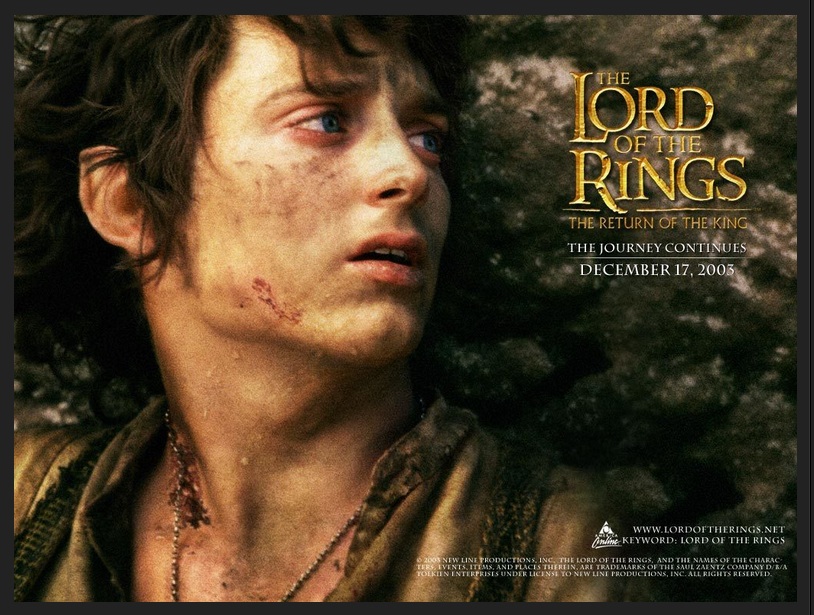 THE
LORD
OF THE
RINGS
THE RETURN OF THE KING
THE JOURNEY CONTINUES
DECEMBER 17, 2003
AMERICA
Online
WWW.LORDOFTHERINGS.NET
KEYWORD: LORD OF THE RINGS
© 2003 NEW LINE PRODUCTIONS, INC. THE LORD OF THE RINGS, AND THE NAMES OF THE CHARAC-
TERS, EVENTS, ITEMS, AND PLACES THEREIN, ARE TRADEMARKS OF THE SAUL ZAENTZ COMPANY D/B/A
TOLKIEN ENTERPRISES UNDER LICENSE TO NEW LINE PRODUCTIONS, INC. ALL RIGHTS RESERVED.